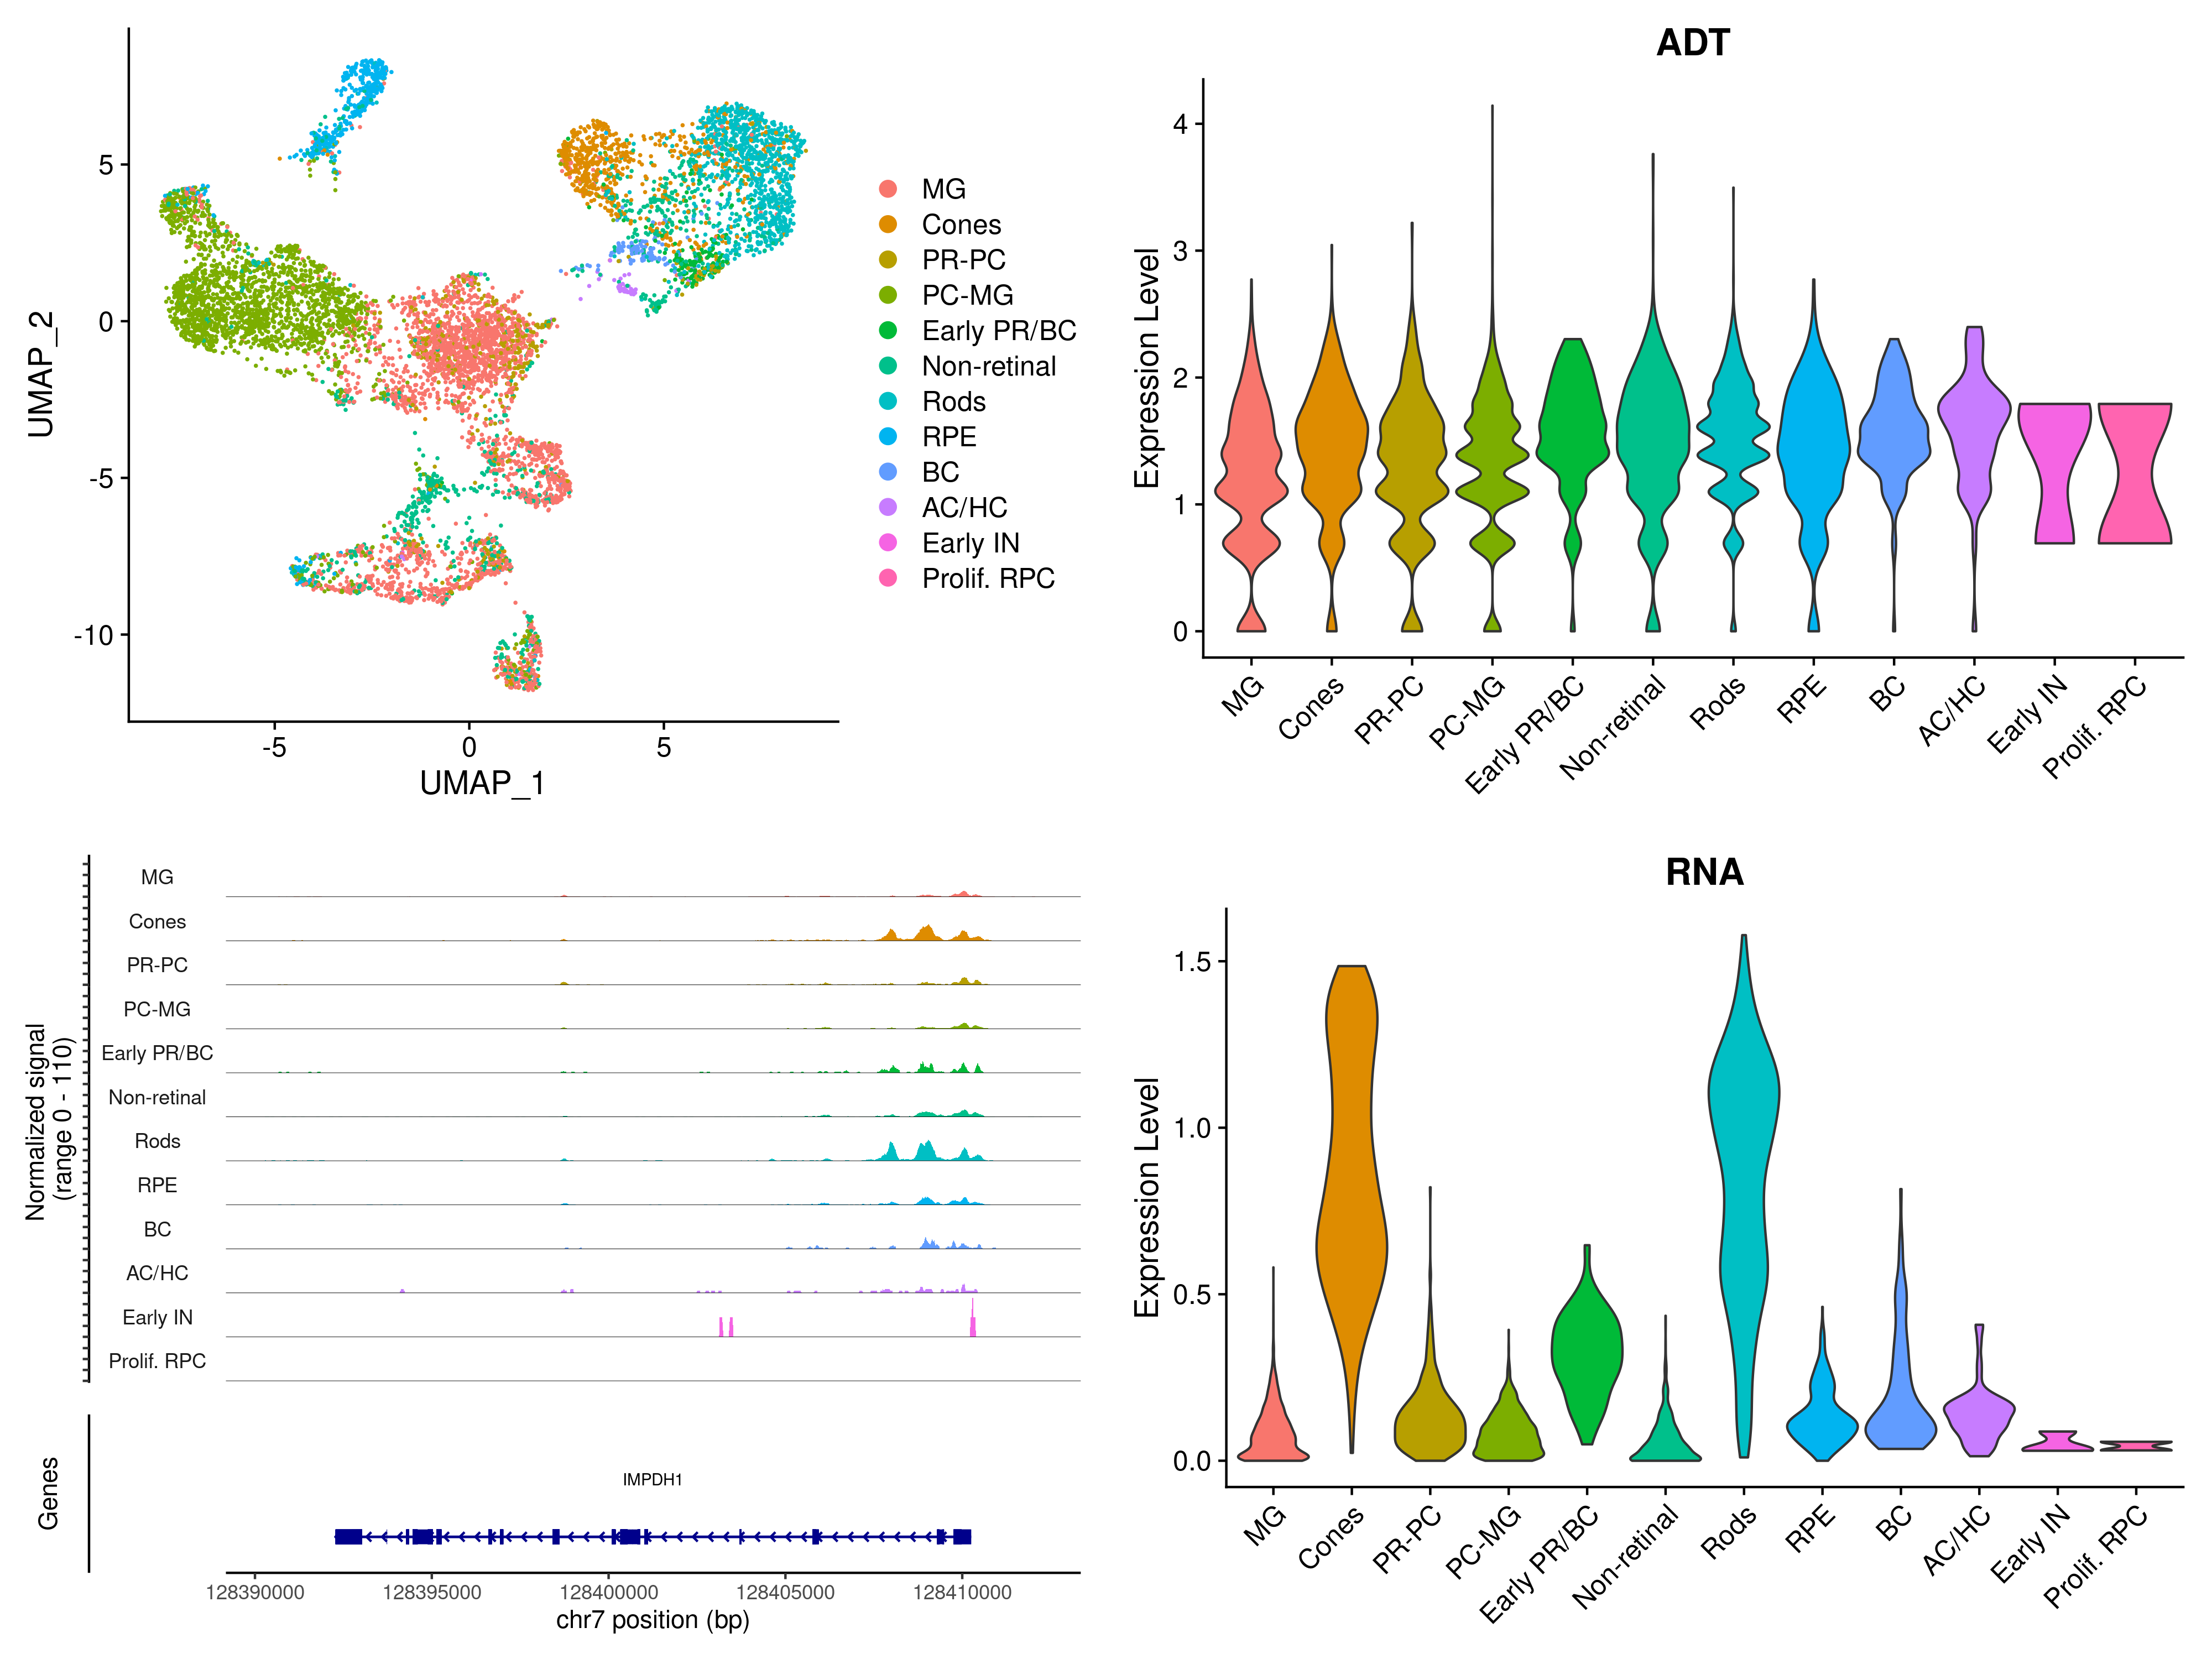 UMAP_2
5
0
-5
-10
-5
0
5
UMAP_1
MG
Cones
PR-PC
PC-MG
Early PR/BC
Non-retinal
Rods
RPE
BC
AC/HC
Early IN
Prolif. RPC
ADT
Expression Level
4
3
2
1
0
MG
Cones
PR-PC
PC-MG
Early PR/BC
Non-retinal
Rods
RPE
BC
AC/HC
Early IN
Prolif. RPC
Normalized signal
(range 0 - 110)
MG
Cones
PR-PC
PC-MG
Early PR/BC
Non-retinal
Rods
RPE
BC
AC/HC
Early IN
Prolif. RPC
Genes
IMPDH1
128390000
128395000
128400000
128405000
128410000
chr7 position (bp)
RNA
Expression Level
1.5
1.0
0.5
0.0
MG
Cones
PR-PC
PC-MG
Early PR/BC
Non-retinal
Rods
RPE
BC
AC/HC
Early IN
Prolif. RPC